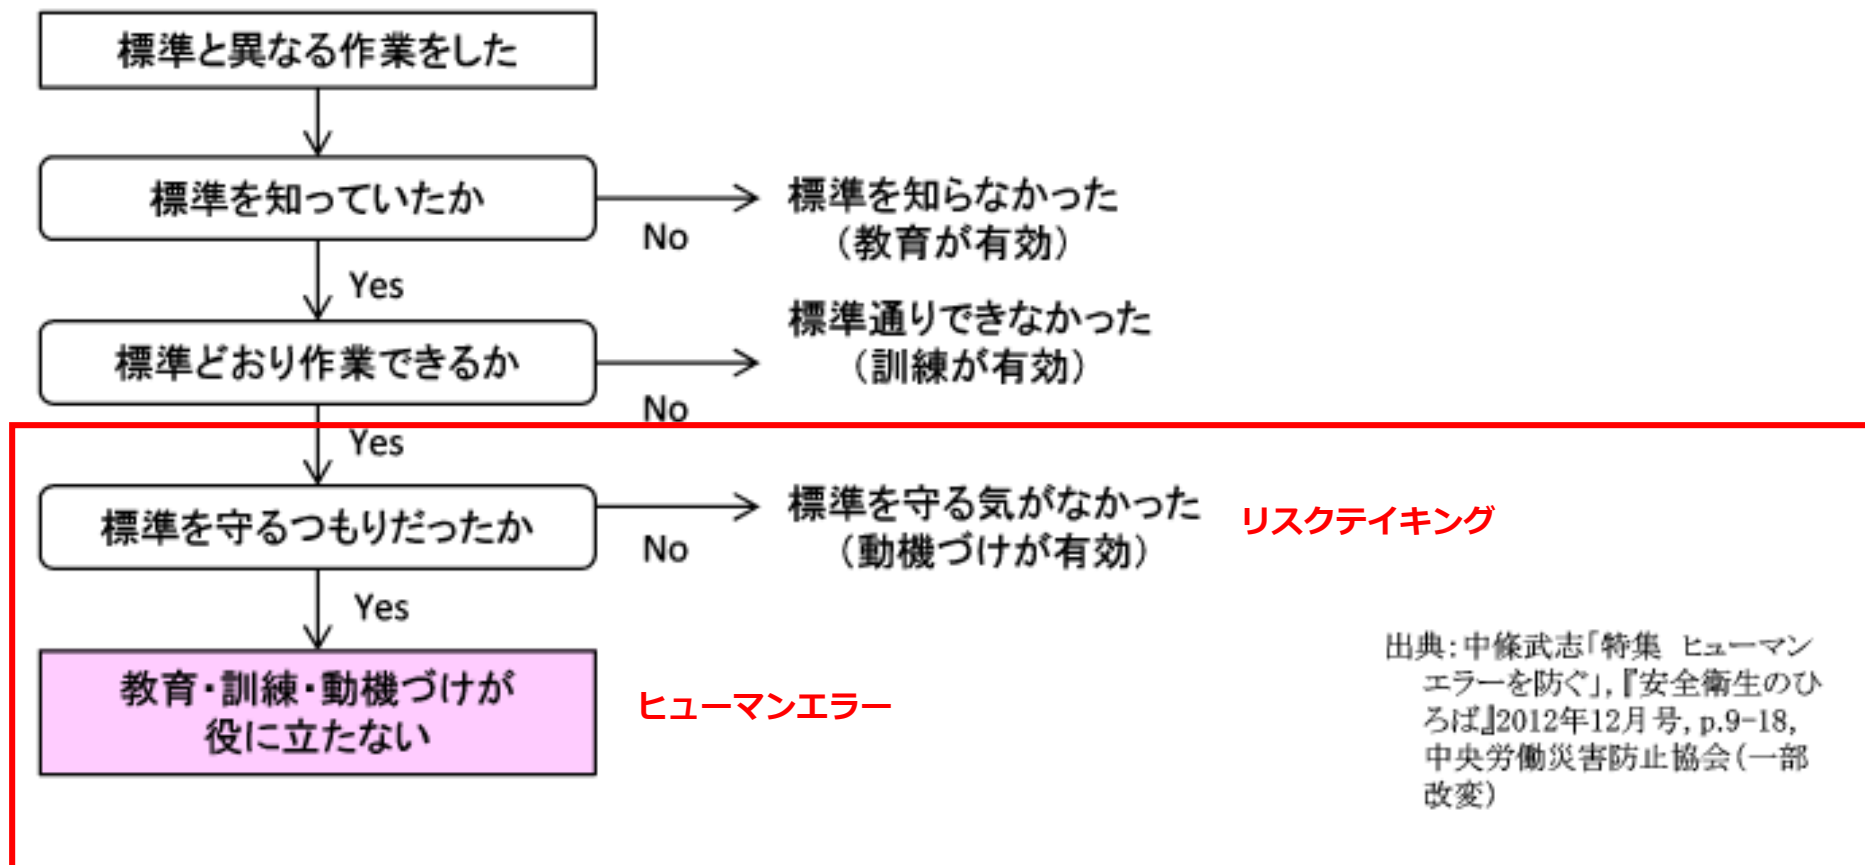 標準と異なる作業をした
標準を知っていたか
No
標準を知らなかった
（教育が有効）
Yes
標準どおり作業できるか
No
標準通りできなかった
（訓練が有効）
Yes
標準を守るつもりだったか
No
標準を守る気がなかった
（動機づけが有効）
リスクテイキング
Yes
教育・訓練・動機づけが
役に立たない
ヒューマンエラー
出典：中條武志「特集　ヒューマン
エラーを防ぐ」，『安全衛生のひ
ろば』2012年12月号，p.9-18，
中央労働災害防止協会（一部
改変）